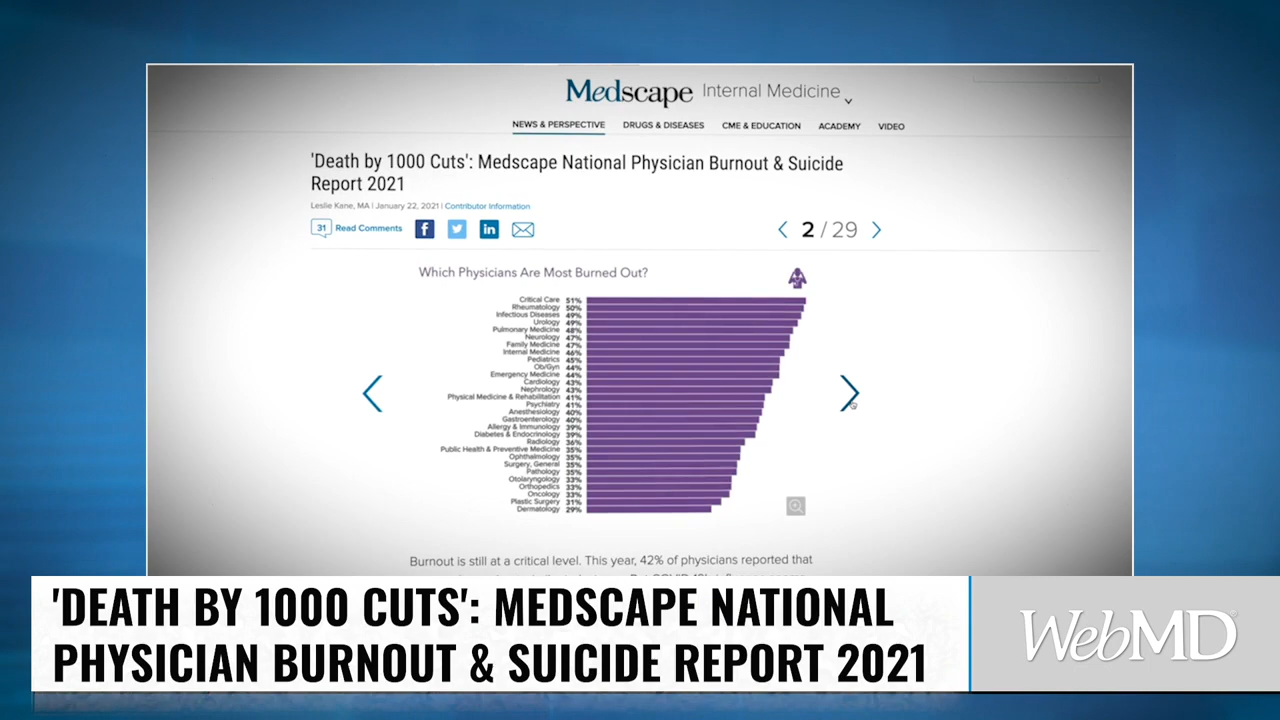 Medscape Internal Medicine
NEWS & PERSPECTIVE DRUGS & DISEASES CME & EDUCATION ACADEMY VIDEO
'Death by 1000 Cuts': Medscape National Physician Burnout & Suicide
Report 2021
Leslie Kane, MA | January 22, 2021 | Contributor Information
31 Read Comments
2 / 29
Which Physicians Are Most Burned Out?
Critical Care 51%
Rheumatology 50%
Infectious Diseases 49%
Urology 49%
Pulmonary Medicine 48%
Neurology 47%
Family Medicine 47%
Internal Medicine 46%
Pediatrics 45%
Ob/Gyn 44%
Emergency Medicine 44%
Cardiology 43%
Nephrology 43%
Physical Medicine & Rehabilitation 41%
Psychiatry 41%
Anesthesiology 40%
Gastroenterology 40%
Allergy & Immunology 39%
Diabetes & Endocrinology 39%
Radiology 36%
Public Health & Preventive Medicine 35%
Ophthalmology 35%
Surgery, General 35%
Pathology 35%
Otolaryngology 33%
Orthopedics 33%
Oncology 33%
Plastic Surgery 31%
Dermatology 29%
Burnout is still at a critical level. This year, 42% of physicians reported that
'DEATH BY 1000 CUTS': MEDSCAPE NATIONAL
PHYSICIAN BURNOUT & SUICIDE REPORT 2021
WebMD